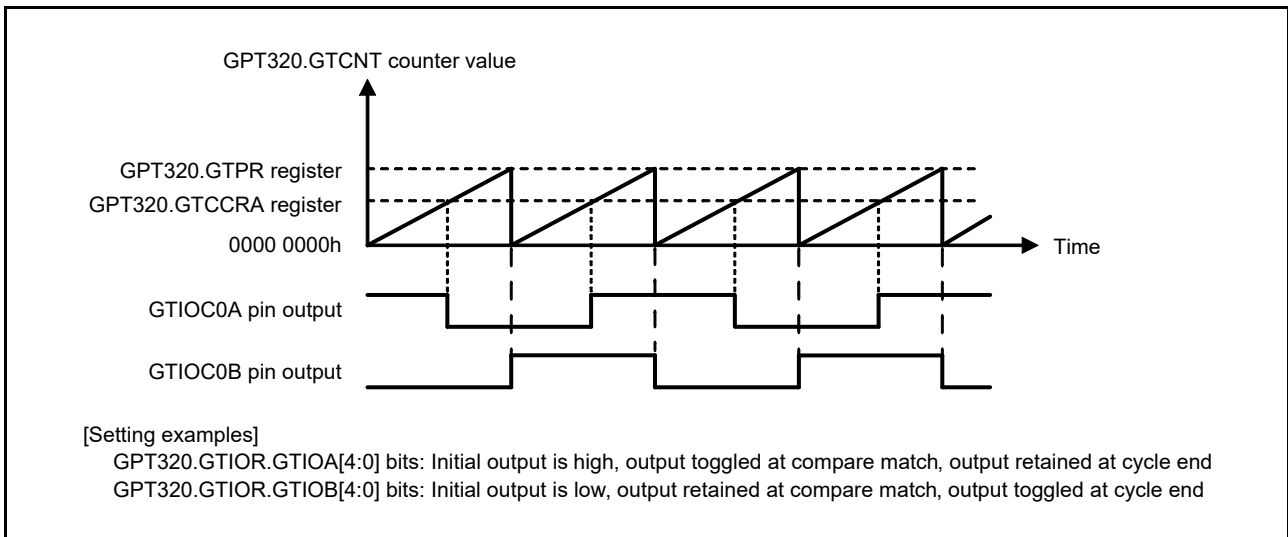 GPT320.GTCNT counter value
GPT320.GTPR register
GPT320.GTCCRA register
0000 0000h
Time
GTIOC0A pin output
GTIOC0B pin output
[Setting examples]
GPT320.GTIOR.GTIOA[4:0] bits: Initial output is high, output toggled at compare match, output retained at cycle end
GPT320.GTIOR.GTIOB[4:0] bits: Initial output is low, output retained at compare match, output toggled at cycle end